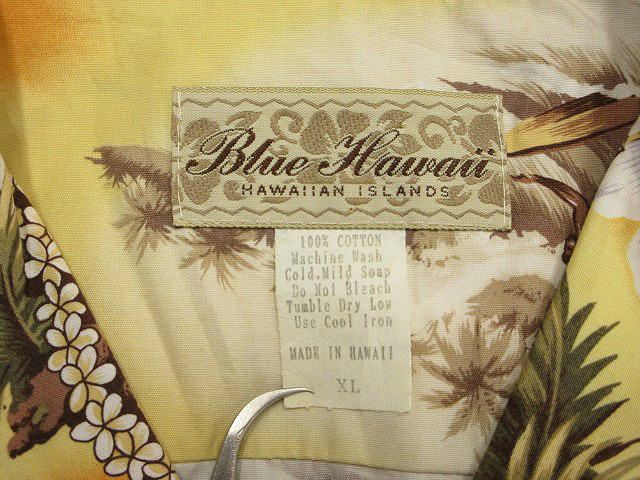 Blue Hawaii
HAWAIIAN ISLANDS
100% COTTON
Machine Wash
Cold.Mild Soap
Do Not Bleach
Tumble Dry Low
Use Cool Iron
MADE IN HAWAII
XL